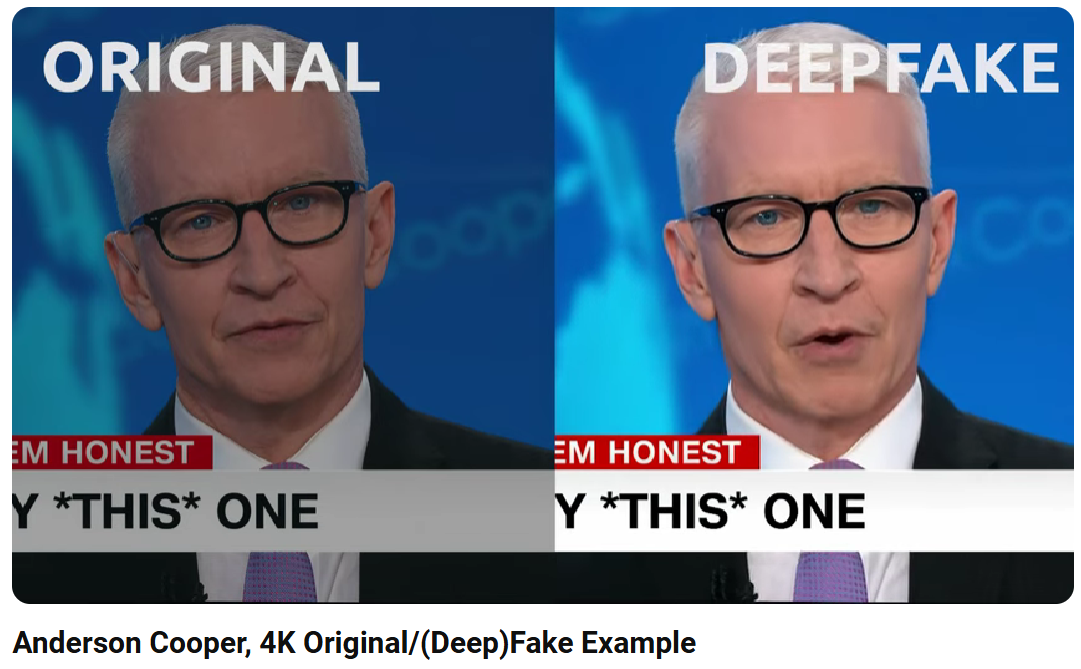 ORIGINAL
DEEPFAKE
EM HONEST
EM HONEST
Y *THIS* ONE
Y *THIS* ONE
Anderson Cooper, 4K Original/(Deep)Fake Example